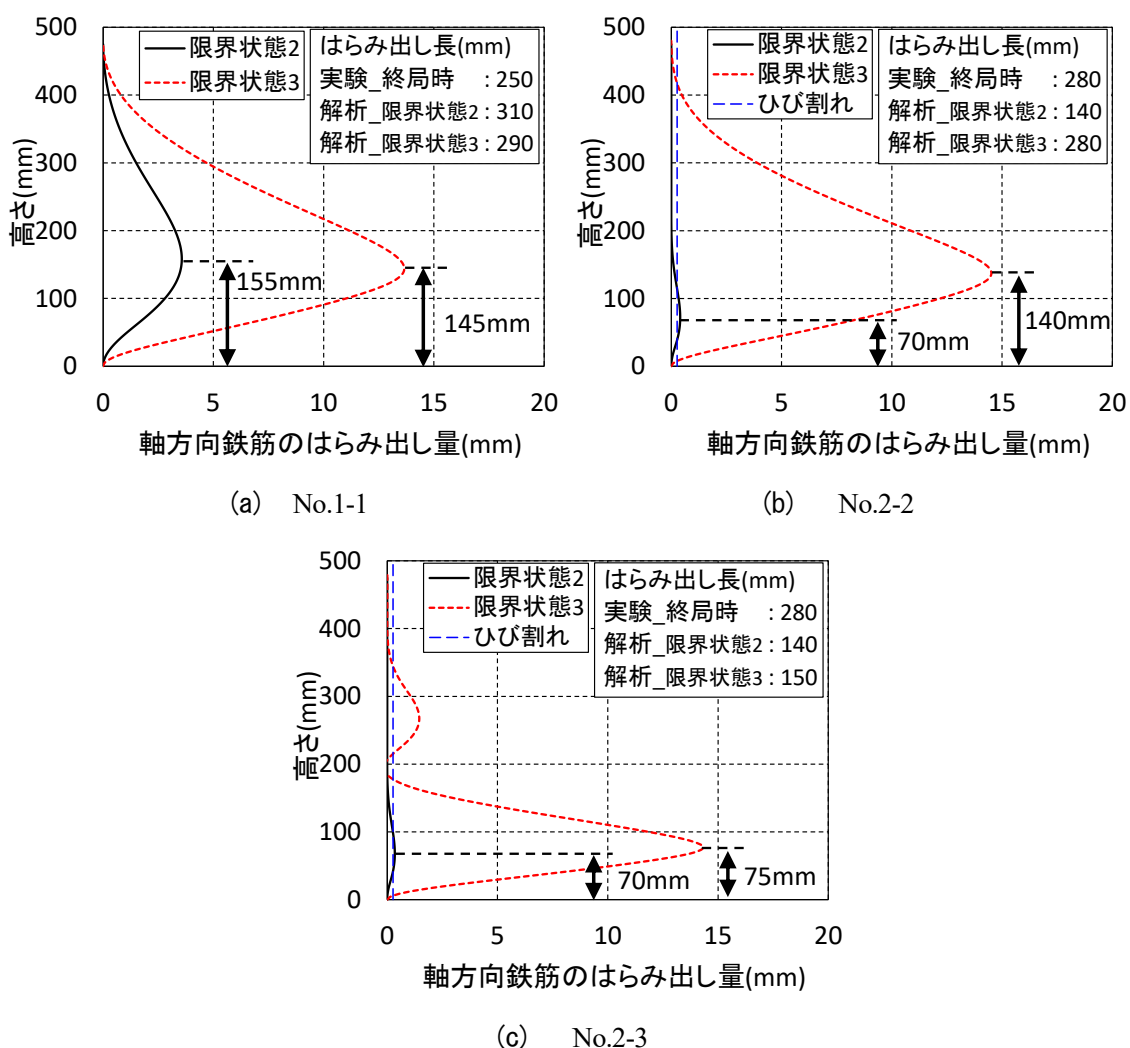 500
400
300
200
100
0
高さ(mm)
限界状態2
限界状態3
はらみ出し長(mm)
実験_終局時 : 250
解析_限界状態2 : 310
解析_限界状態3 : 290
155mm
145mm
0 5 10 15 20
軸方向鉄筋のはらみ出し量(mm)
(a) No.1-1
500
400
300
200
100
0
高さ(mm)
限界状態2
限界状態3
ひび割れ
はらみ出し長(mm)
実験_終局時 : 280
解析_限界状態2 : 140
解析_限界状態3 : 280
70mm
140mm
0 5 10 15 20
軸方向鉄筋のはらみ出し量(mm)
(b) No.2-2
500
400
300
200
100
0
高さ(mm)
限界状態2
限界状態3
ひび割れ
はらみ出し長(mm)
実験_終局時 : 280
解析_限界状態2 : 140
解析_限界状態3 : 150
70mm
75mm
0 5 10 15 20
軸方向鉄筋のはらみ出し量(mm)
(c) No.2-3